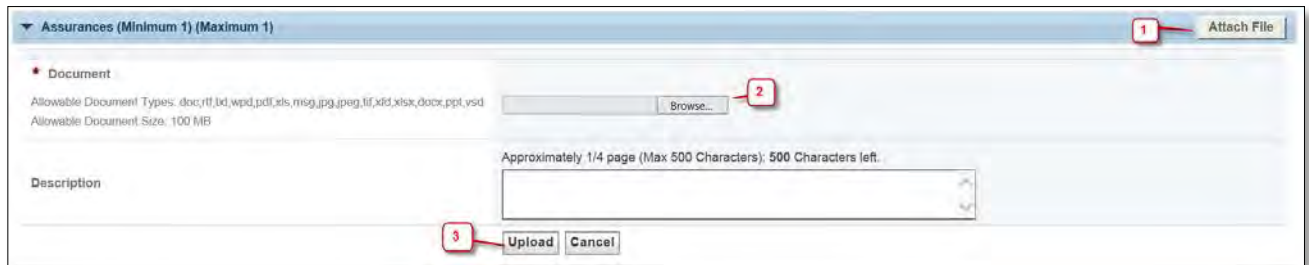 Assurances (Minimum 1) (Maximum 1)
1
Attach File
* Document
Allowable Document Types: doc,rtf,txt,wpd,pdf,xls,msg,jpg,jpeg,tif,xfd,xlsx,docx,ppt,vsd
Allowable Document Size: 100 MB
Browse...
2
Approximately 1/4 page (Max 500 Characters): 500 Characters left.
Description
3
Upload Cancel